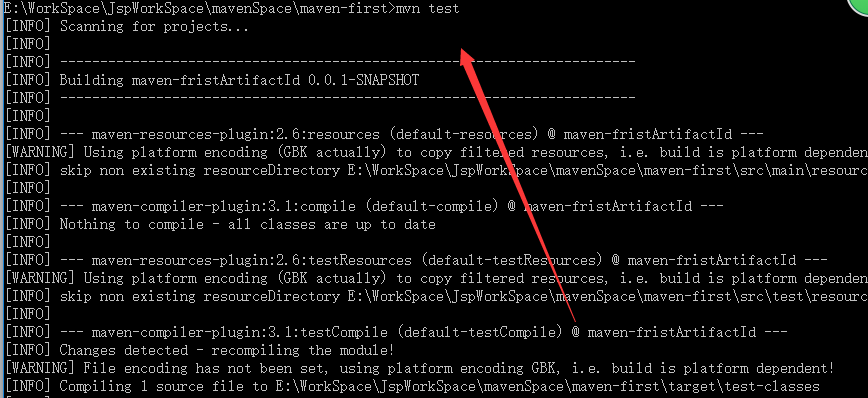 E:\WorkSpace\JspWorkSpace\mavenSpace\maven-first>mvn test
[INFO] Scanning for projects...
[INFO]
[INFO] ------------------------------------------------------------------------
[INFO] Building maven-fristArtifactId 0.0.1-SNAPSHOT
[INFO] ------------------------------------------------------------------------
[INFO]
[INFO] --- maven-resources-plugin:2.6:resources (default-resources) @ maven-fristArtifactId ---
[WARNING] Using platform encoding (GBK actually) to copy filtered resources, i.e. build is platform dependen
[INFO] skip non existing resourceDirectory E:\WorkSpace\JspWorkSpace\mavenSpace\maven-first\src\main\resourc
[INFO]
[INFO] --- maven-compiler-plugin:3.1:compile (default-compile) @ maven-fristArtifactId ---
[INFO] Nothing to compile - all classes are up to date
[INFO]
[INFO] --- maven-resources-plugin:2.6:testResources (default-testResources) @ maven-fristArtifactId ---
[WARNING] Using platform encoding (GBK actually) to copy filtered resources, i.e. build is platform dependen
[INFO] skip non existing resourceDirectory E:\WorkSpace\JspWorkSpace\mavenSpace\maven-first\src\test\resourc
[INFO]
[INFO] --- maven-compiler-plugin:3.1:testCompile (default-testCompile) @ maven-fristArtifactId ---
[INFO] Changes detected - recompiling the module!
[WARNING] File encoding has not been set, using platform encoding GBK, i.e. build is platform dependent!
[INFO] Compiling 1 source file to E:\WorkSpace\JspWorkSpace\mavenSpace\maven-first\target\test-classes